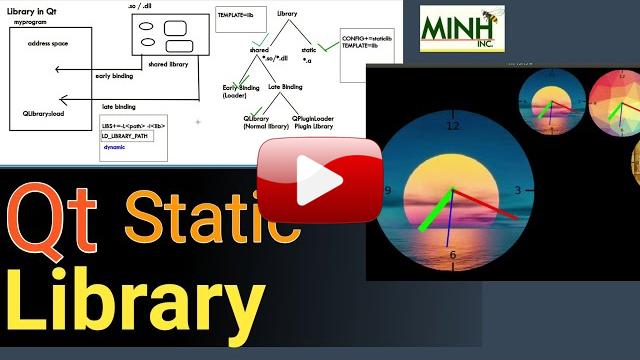 Library in Qt
myprogram
address space
early binding
QLibrary:load
late binding
.so / .dll
shared library
LIBS+=-L<path> -l<lib>
LD_LIBRARY_PATH
dynamic
TEMPLATE=lib
Library
shared
static
*.so/*.dll
*.a
CONFIG+=staticlib
TEMPLATE=lib
Early Binding
(Loader)
Late Binding
QLibrary
(Normal library)
QPluginLoader
Plugin Library
MINH
INC.
12
3
6
Qt Static
Library